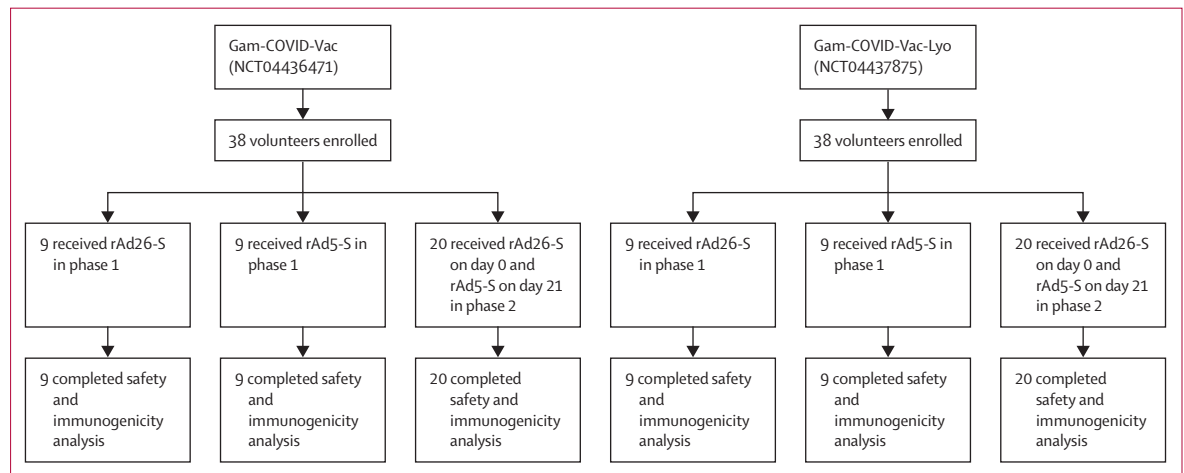 Gam-COVID-Vac
(NCT04436471)
Gam-COVID-Vac-Lyo
(NCT04437875)
38 volunteers enrolled
38 volunteers enrolled
9 received rAd26-S
in phase 1
9 received rAd5-S in
phase 1
20 received rAd26-S
on day 0 and
rAd5-S on day 21
in phase 2
9 received rAd26-S
in phase 1
9 received rAd5-S in
phase 1
20 received rAd26-S
on day 0 and
rAd5-S on day 21
in phase 2
9 completed safety
and
immunogenicity
analysis
9 completed safety
and
immunogenicity
analysis
20 completed
safety and
immunogenicity
analysis
9 completed safety
and
immunogenicity
analysis
9 completed safety
and
immunogenicity
analysis
20 completed
safety and
immunogenicity
analysis